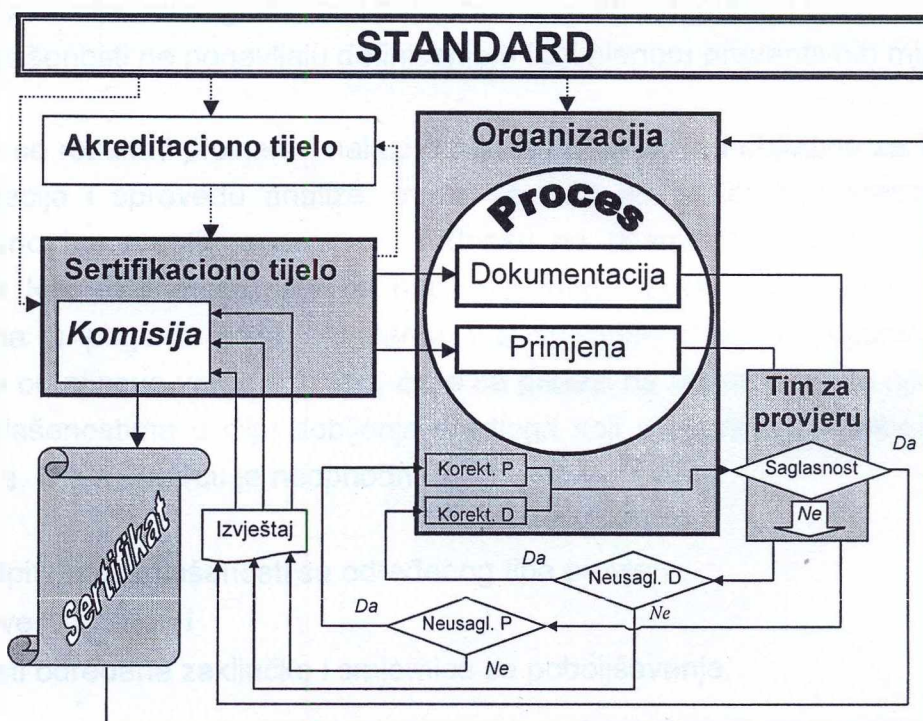 STANDARD
Akreditaciono tijelo
Organizacija
Proces
Sertifikaciono tijelo
Dokumentacija
Komisija
Primjena
Tim za
provjeru
Da
Korekt. P
Saglasnost
Korekt. D
Ne
Izvještaj
Sertifikat
Da
Neusagl. D
Da
Ne
Neusagl. P
Ne